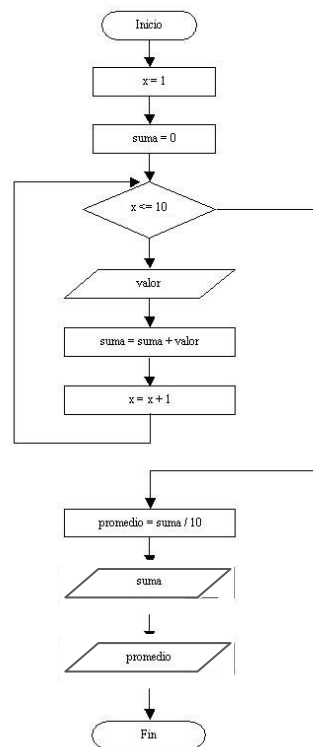 Inicio
x = 1
suma = 0
x <= 10
valor
suma = suma + valor
x = x + 1
promedio = suma / 10
suma
promedio
Fin